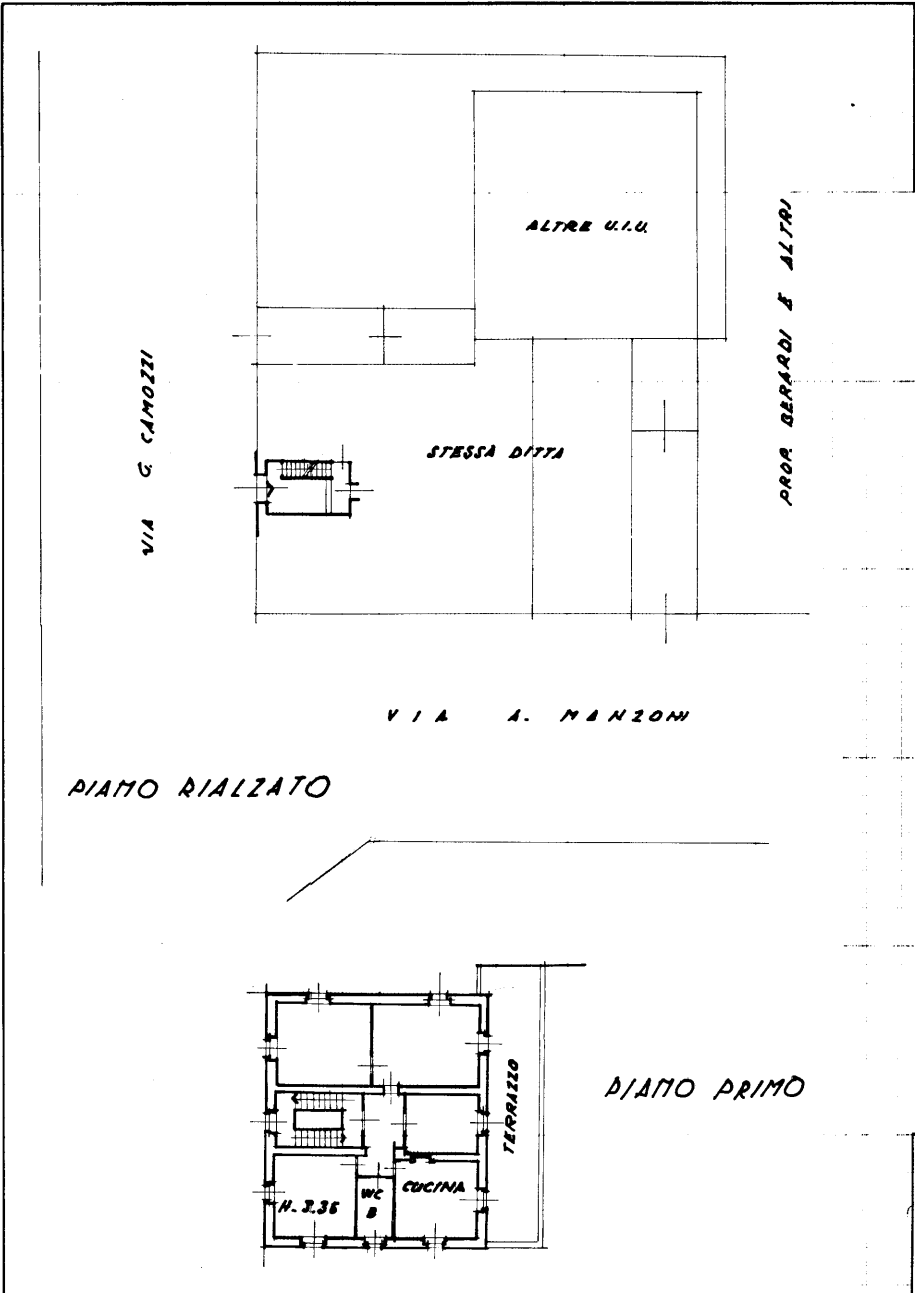 ALTRE U.I.U.
PROP. BERARDI E ALTRI
VIA G. CAMOZZI
STESSA DITTA
VIA A. MANZONI
PIANO RIALZATO
TERRAZZO
PIANO PRIMO
H. 3.35
WC
B
CUCINA